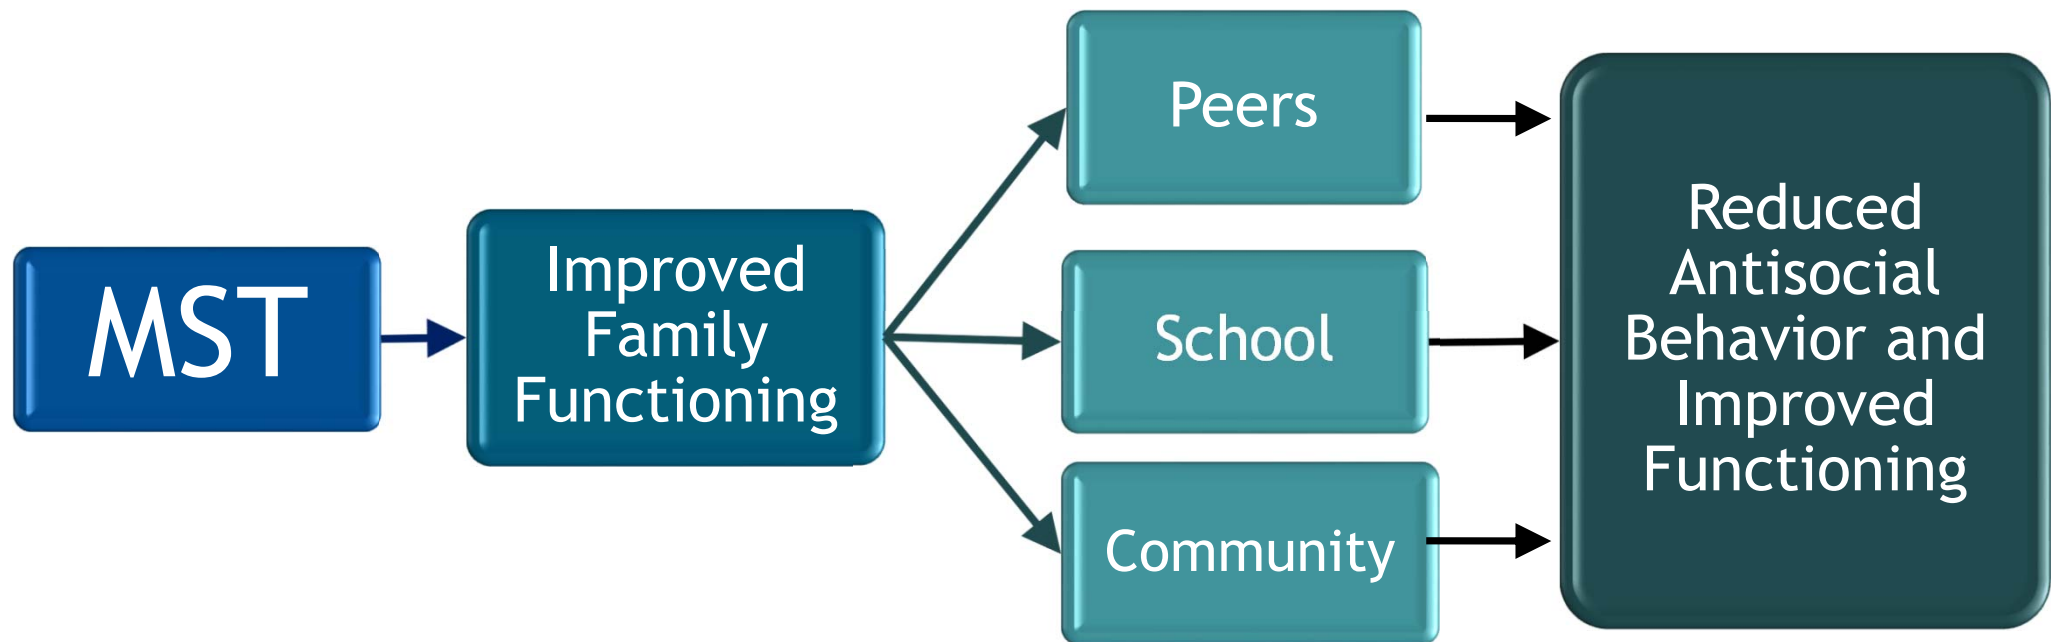 MST
Improved
Family
Functioning
Peers
School
Community
Reduced
Antisocial
Behavior and
Improved
Functioning